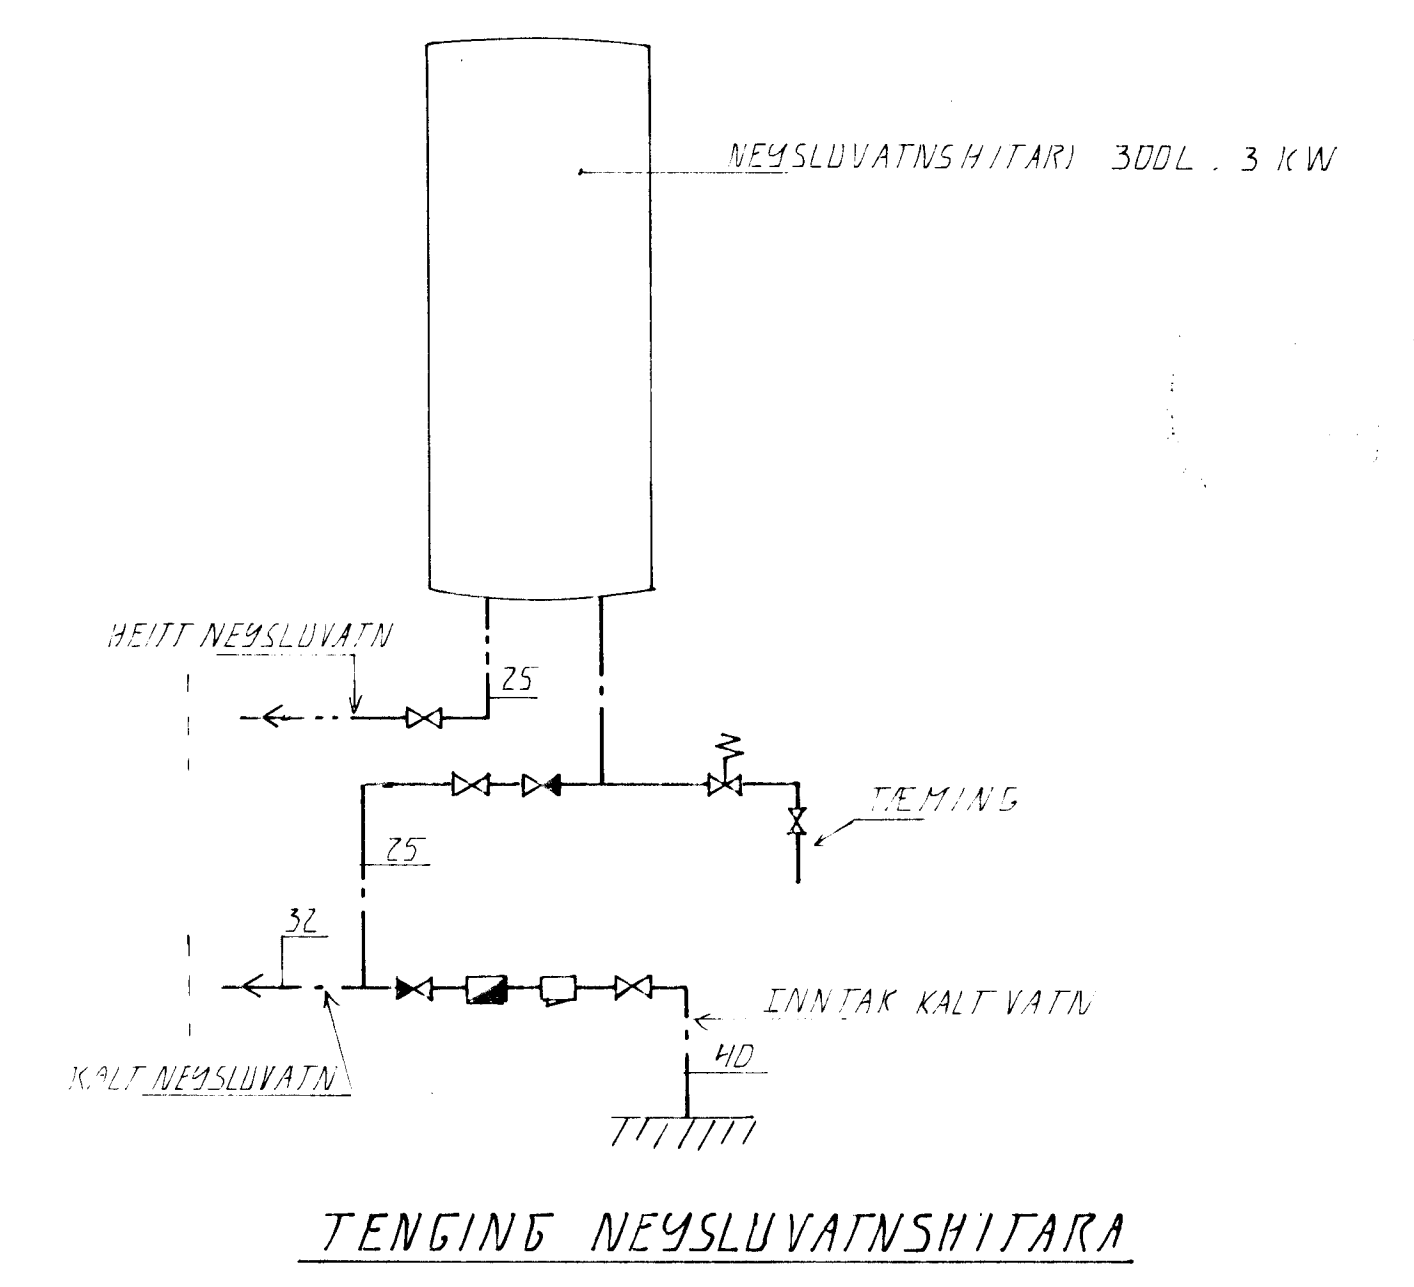 NEYSLUVATNSHITARI 300L . 3 KW
HEITT NEYSLUVATN
25
TÆMING
25
32
INNTAK KALT VATN
40
KALT NEYSLUVATN
TENGING NEYSLUVATNSHITARA